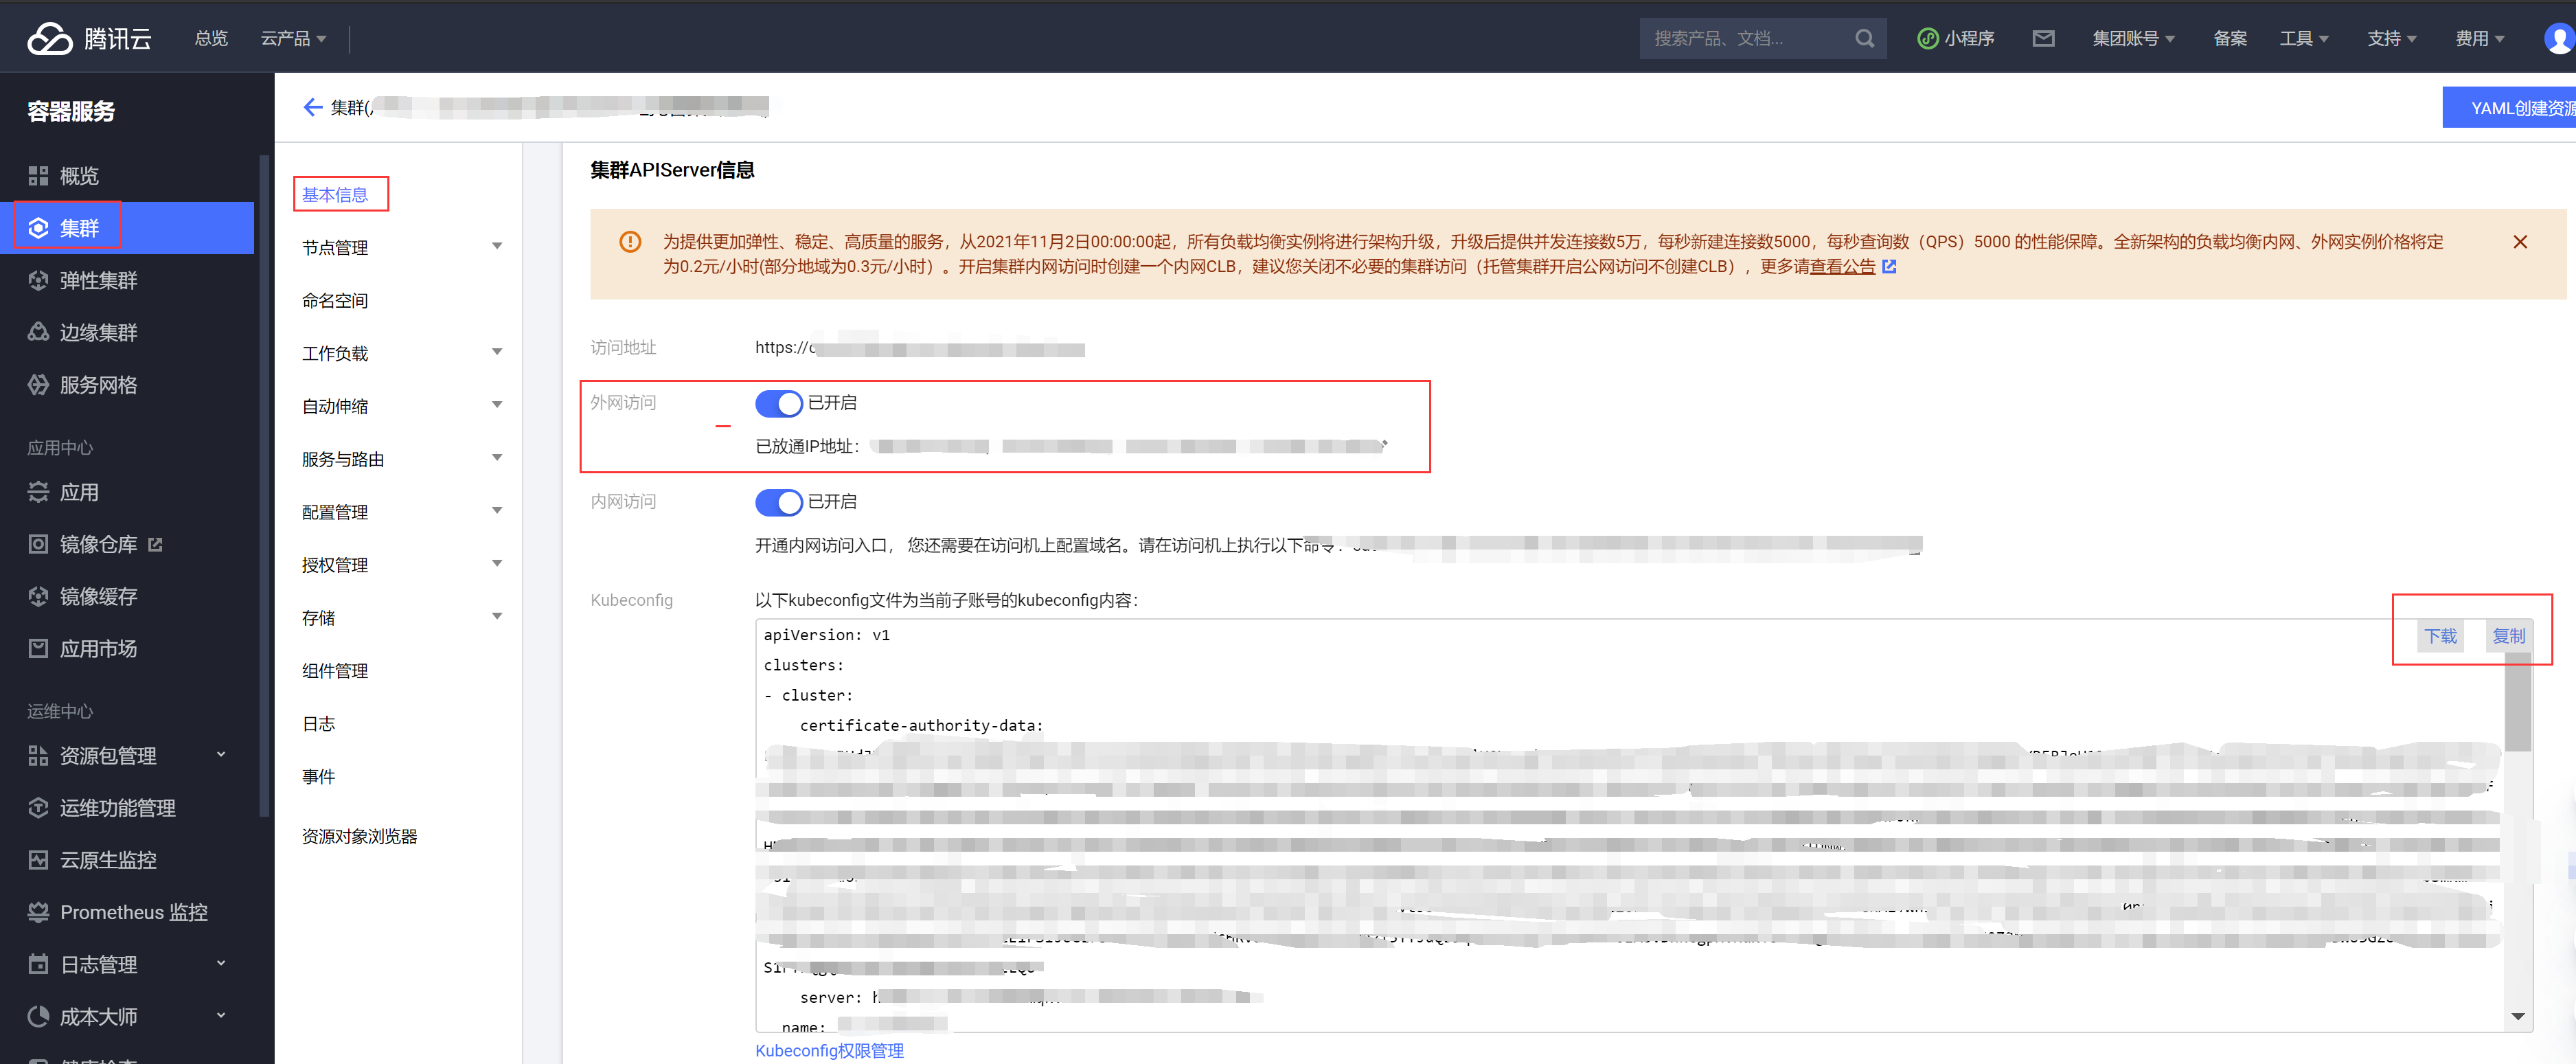 腾讯云
总览
云产品
搜索产品、文档...
小程序
集团账号
备案
工具
支持
费用
容器服务
概览
集群
弹性集群
边缘集群
服务网格
应用中心
应用
镜像仓库
镜像缓存
应用市场
运维中心
资源包管理
运维功能管理
云原生监控
Prometheus 监控
日志管理
成本大师
集群(
YAML创建资源
基本信息
节点管理
命名空间
工作负载
自动伸缩
服务与路由
配置管理
授权管理
存储
组件管理
日志
事件
资源对象浏览器
集群APIServer信息
为提供更加弹性、稳定、高质量的服务，从2021年11月2日00:00:00起，所有负载均衡实例将进行架构升级，升级后提供并发连接数5万，每秒新建连接数5000，每秒查询数（QPS）5000 的性能保障。全新架构的负载均衡内网、外网实例价格将定
为0.2元/小时(部分地域为0.3元/小时）。开启集群内网访问时创建一个内网CLB，建议您关闭不必要的集群访问（托管集群开启公网访问不创建CLB），更多请查看公告
访问地址
https://
外网访问
已开启
已放通IP地址：
内网访问
已开启
开通内网访问入口， 您还需要在访问机上配置域名。请在访问机上执行以下命令：
Kubeconfig
以下kubeconfig文件为当前子账号的kubeconfig内容：
下载
复制
apiVersion: v1
clusters:
- cluster:
certificate-authority-data:
server: h
name:
Kubeconfig权限管理